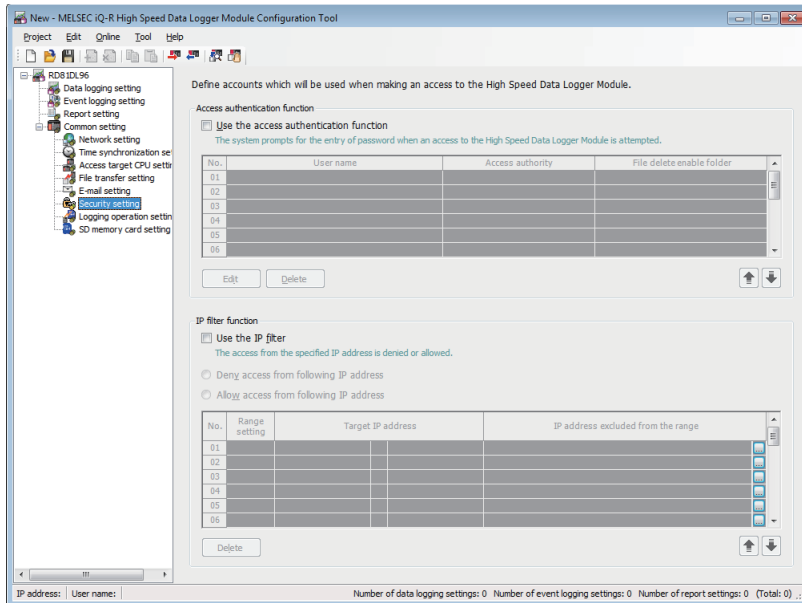 New - MELSEC iQ-R High Speed Data Logger Module Configuration Tool
Project Edit Online Tool Help
RD81DL96
Data logging setting
Event logging setting
Report setting
Common setting
Network setting
Time synchronization se
Access target CPU settin
File transfer setting
E-mail setting
Security setting
Logging operation settin
SD memory card setting
Define accounts which will be used when making an access to the High Speed Data Logger Module.
Access authentication function
Use the access authentication function
The system prompts for the entry of password when an access to the High Speed Data Logger Module is attempted.
No. User name Access authority File delete enable folder
01
02
03
04
05
06
Edit Delete
IP filter function
Use the IP filter
The access from the specified IP address is denied or allowed.
Deny access from following IP address
Allow access from following IP address
No. Range setting Target IP address IP address excluded from the range
01 ...
02 ...
03 ...
04 ...
05 ...
06 ...
Delete
IP address: User name: Number of data logging settings: 0 Number of event logging settings: 0 Number of report settings: 0 (Total: 0)